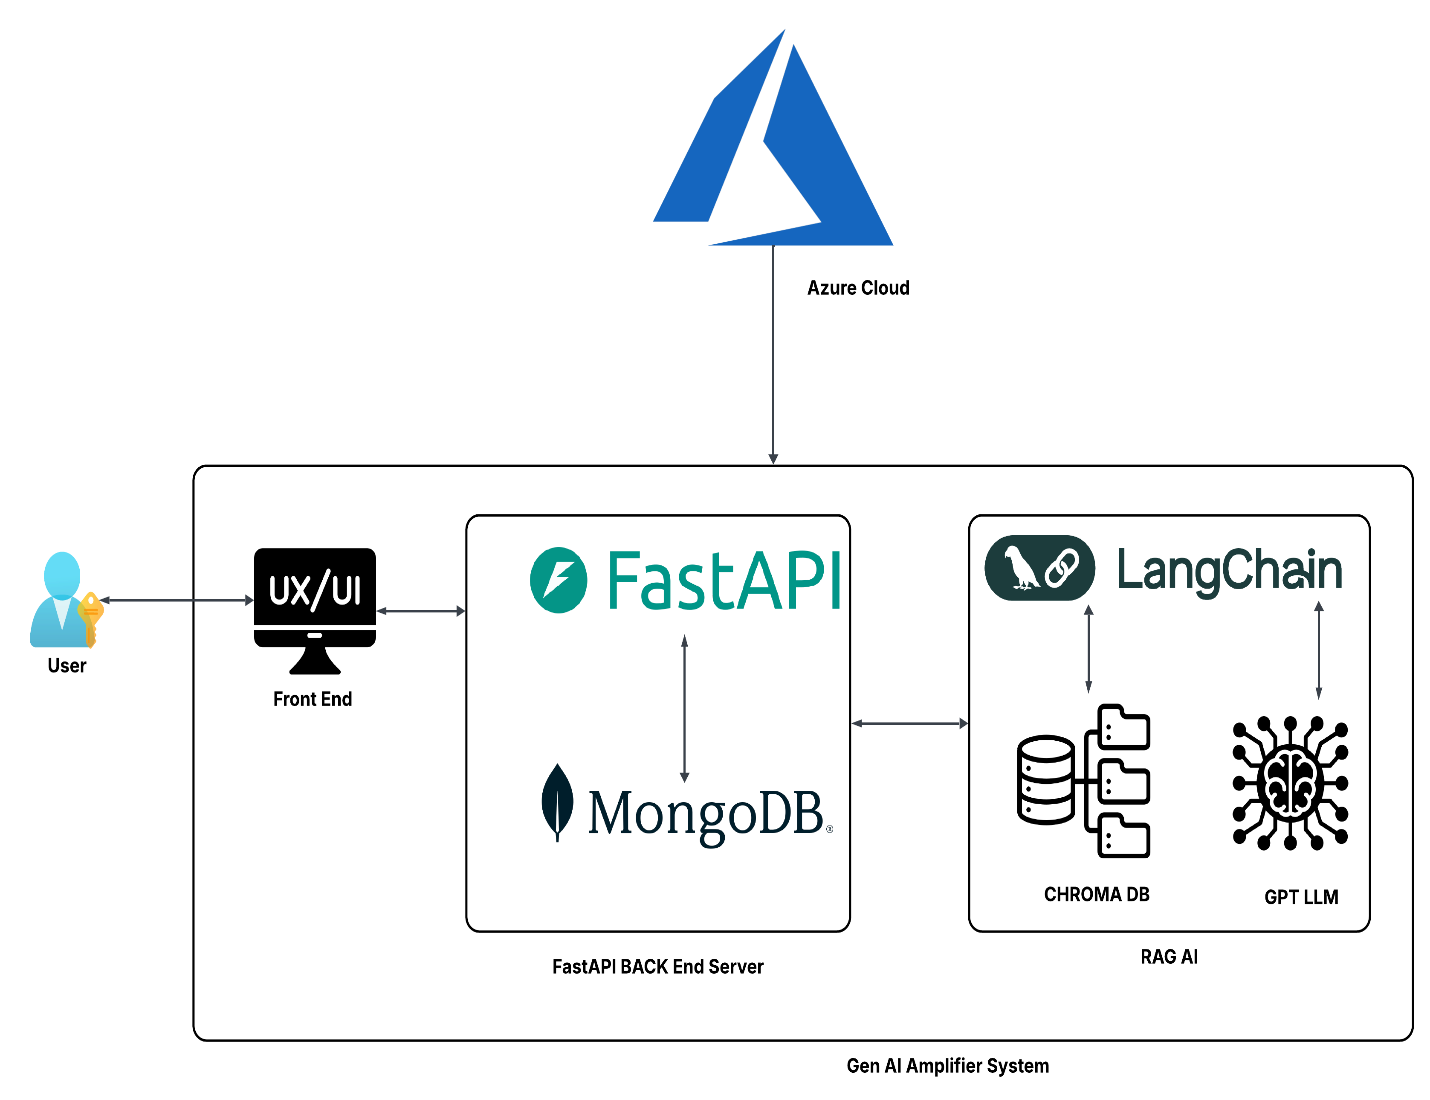 Azure Cloud
UX/UI
User
Front End
FastAPI
MongoDB®
FastAPI BACK End Server
LangChain
CHROMA DB
GPT LLM
RAG AI
Gen AI Amplifier System